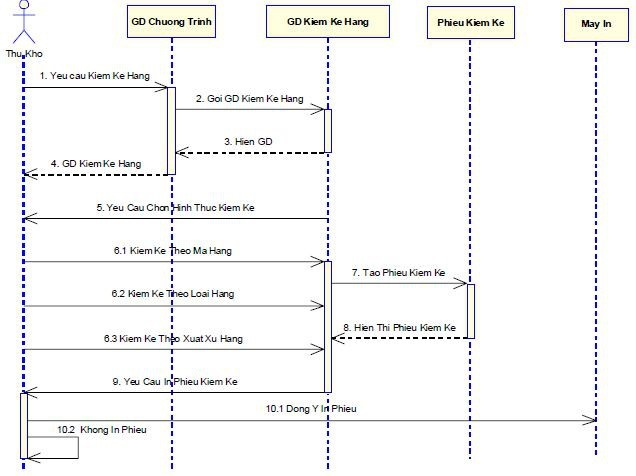 GD Chuong Trinh
GD Kiem Ke Hang
Phieu Kiem Ke
May In
Thu Kho
1. Yeu cau Kiem Ke Hang
2. Goi GD Kiem Ke Hang
3. Hien GD
4. GD Kiem Ke Hang
5. Yeu Cau Chon Hinh Thuc Kiem Ke
6.1 Kiem Ke Theo Ma Hang
7. Tao Phieu Kiem Ke
6.2 Kiem Ke Theo Loai Hang
8. Hien Thi Phieu Kiem Ke
6.3 Kiem Ke Theo Xuat Xu Hang
9. Yeu Cau In Phieu Kiem Ke
10.1 Dong Y In Phieu
10.2 Khong In Phieu